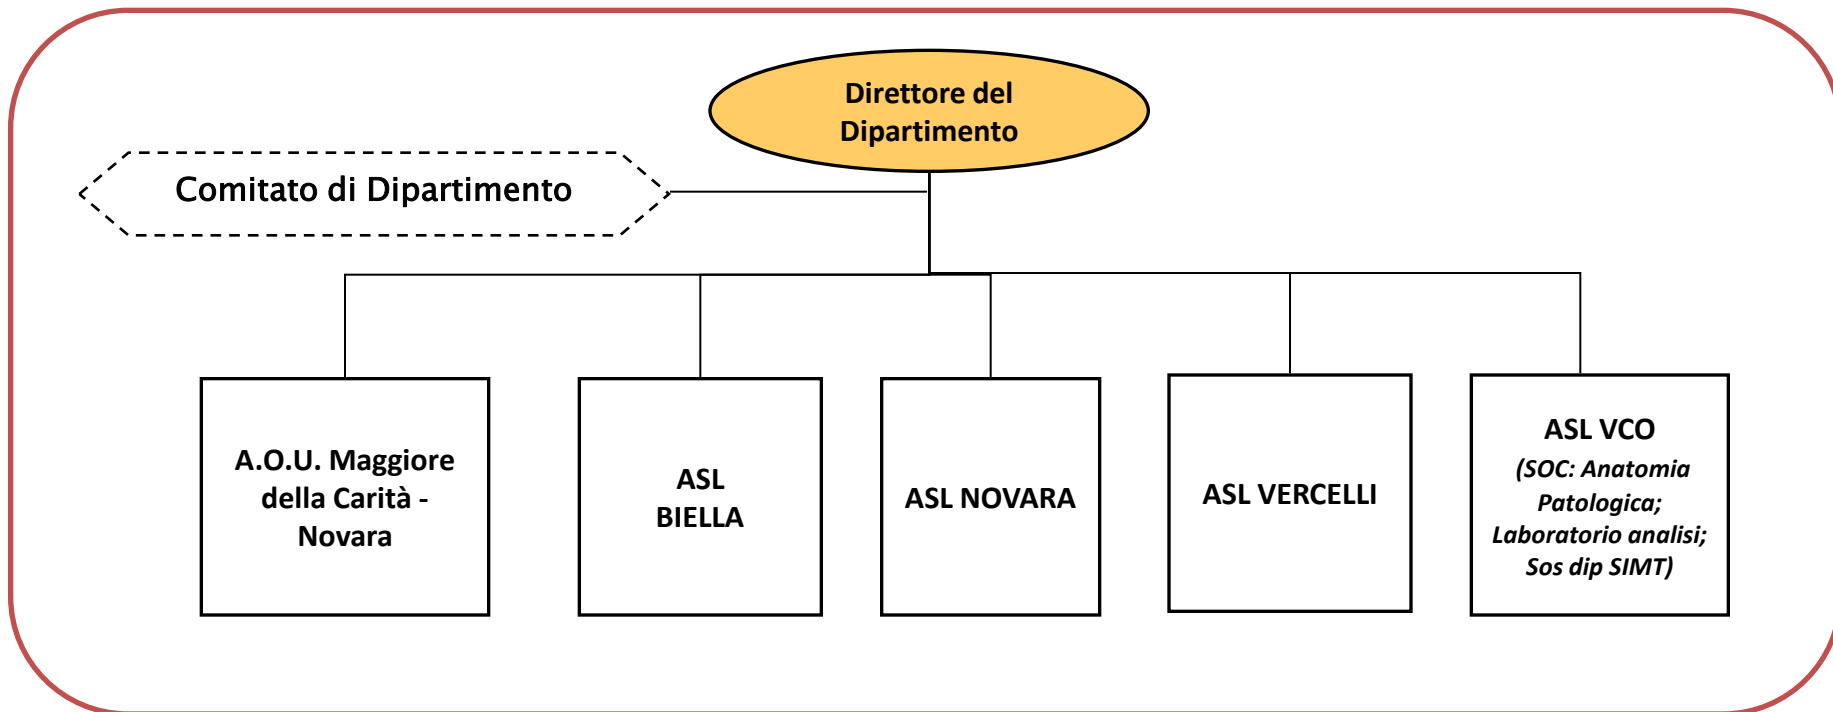 Direttore del
Dipartimento
Comitato di Dipartimento
A.O.U. Maggiore
della Carità -
Novara
ASL
BIELLA
ASL NOVARA
ASL VERCELLI
ASL VCO
(SOC: Anatomia
Patologica;
Laboratorio analisi;
Sos dip SIMT)